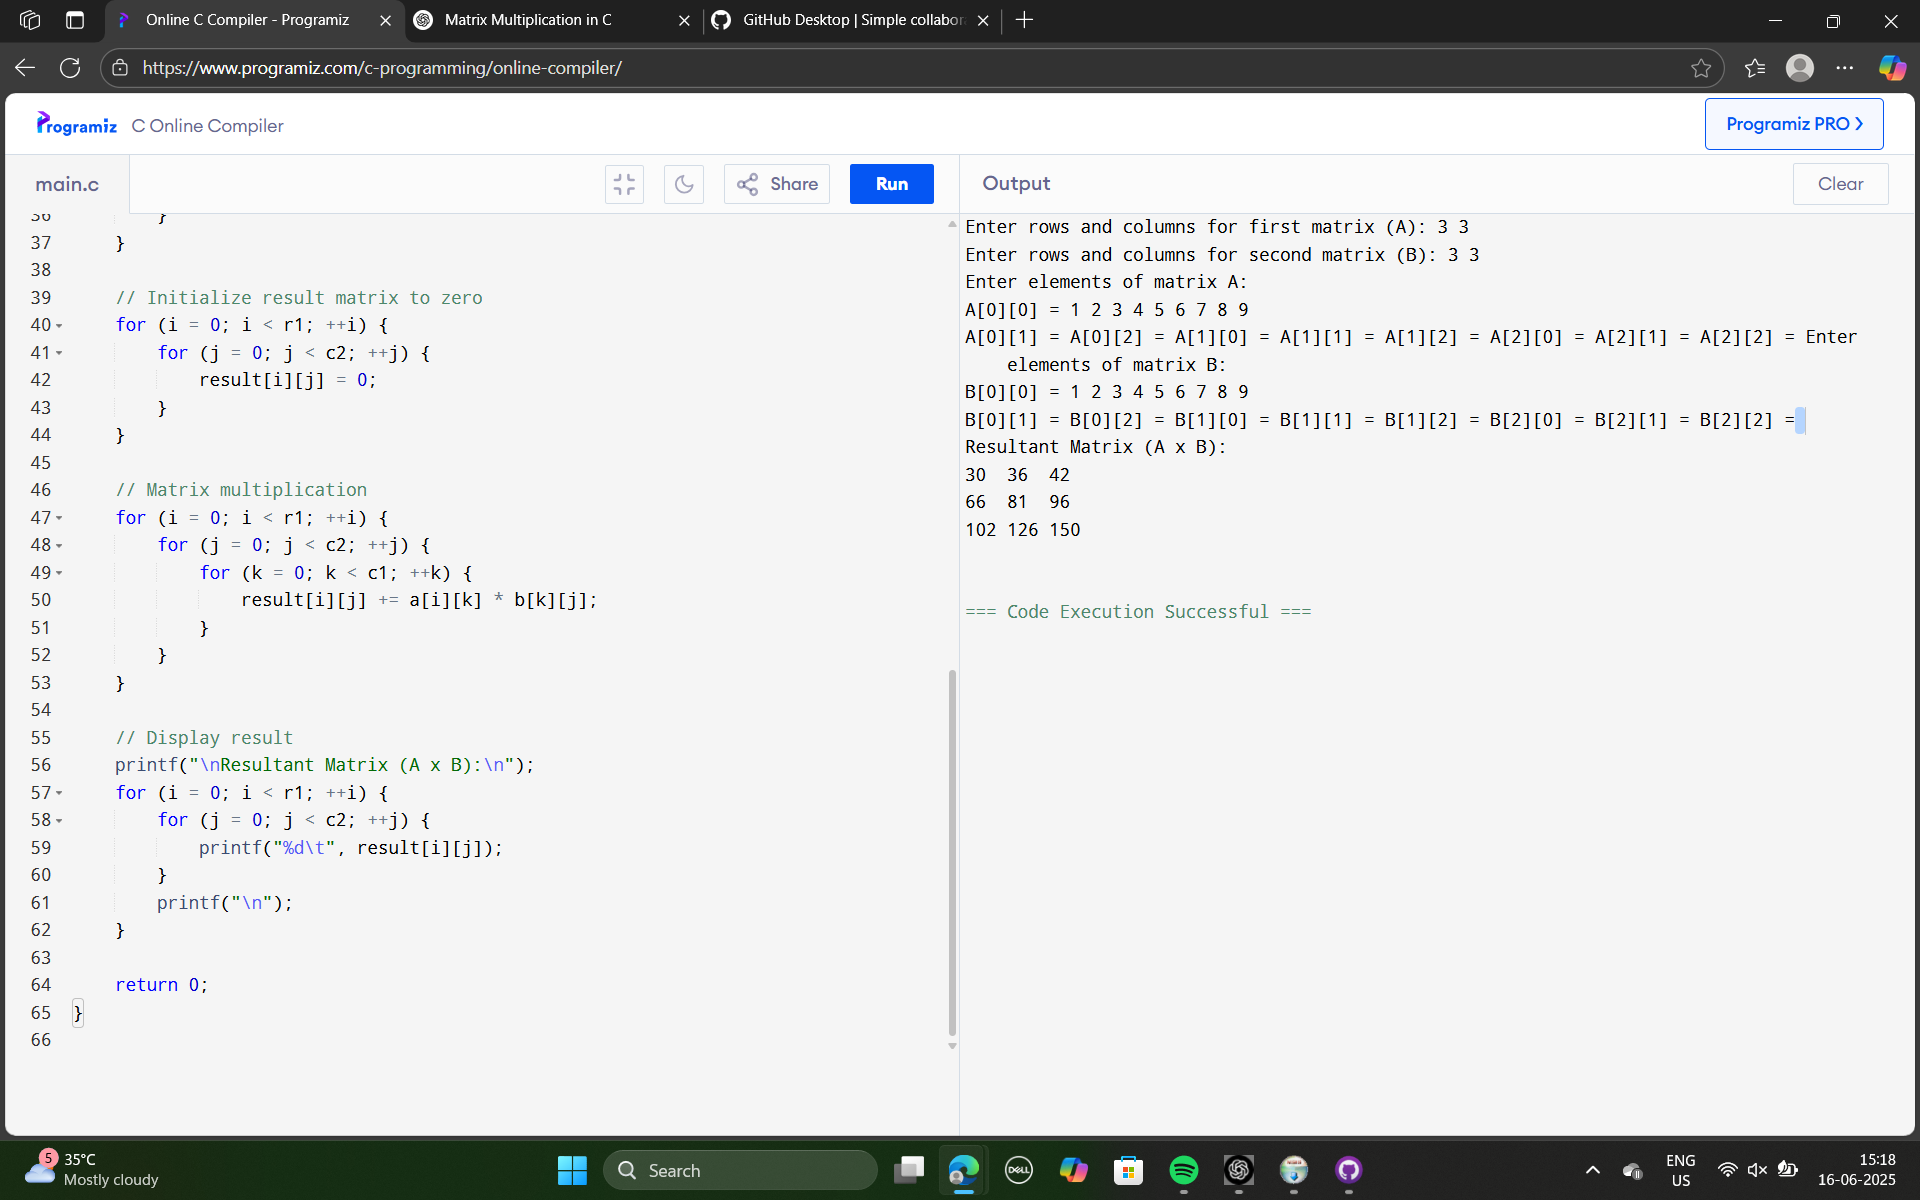 Online C Compiler - Programiz
Matrix Multiplication in C
GitHub Desktop | Simple collabor
https://www.programiz.com/c-programming/online-compiler/
Programiz C Online Compiler
Programiz PRO
main.c
Share
Run
Output
Clear
36 }
37 }
38
39 // Initialize result matrix to zero
40 for (i = 0; i < r1; ++i) {
41 for (j = 0; j < c2; ++j) {
42 result[i][j] = 0;
43 }
44 }
45
46 // Matrix multiplication
47 for (i = 0; i < r1; ++i) {
48 for (j = 0; j < c2; ++j) {
49 for (k = 0; k < c1; ++k) {
50 result[i][j] += a[i][k] * b[k][j];
51 }
52 }
53 }
54
55 // Display result
56 printf("\nResultant Matrix (A x B):\n");
57 for (i = 0; i < r1; ++i) {
58 for (j = 0; j < c2; ++j) {
59 printf("%d\t", result[i][j]);
60 }
61 printf("\n");
62 }
63
64 return 0;
65 }
66
Enter rows and columns for first matrix (A): 3 3
Enter rows and columns for second matrix (B): 3 3
Enter elements of matrix A:
A[0][0] = 1 2 3 4 5 6 7 8 9
A[0][1] = A[0][2] = A[1][0] = A[1][1] = A[1][2] = A[2][0] = A[2][1] = A[2][2] = Enter
elements of matrix B:
B[0][0] = 1 2 3 4 5 6 7 8 9
B[0][1] = B[0][2] = B[1][0] = B[1][1] = B[1][2] = B[2][0] = B[2][1] = B[2][2] =
Resultant Matrix (A x B):
30 36 42
66 81 96
102 126 150
=== Code Execution Successful ===
5
35°C
Mostly cloudy
Search
DELL
ENG
US
15:18
16-06-2025